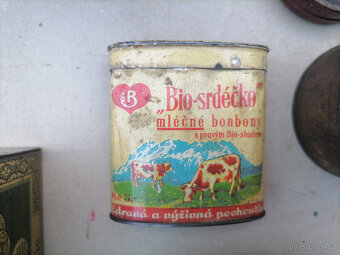 B
"Bio-srdéčko"
"mléčné bonbony
s pravým Bio-sladem
Zdravá a výživná pochoutka